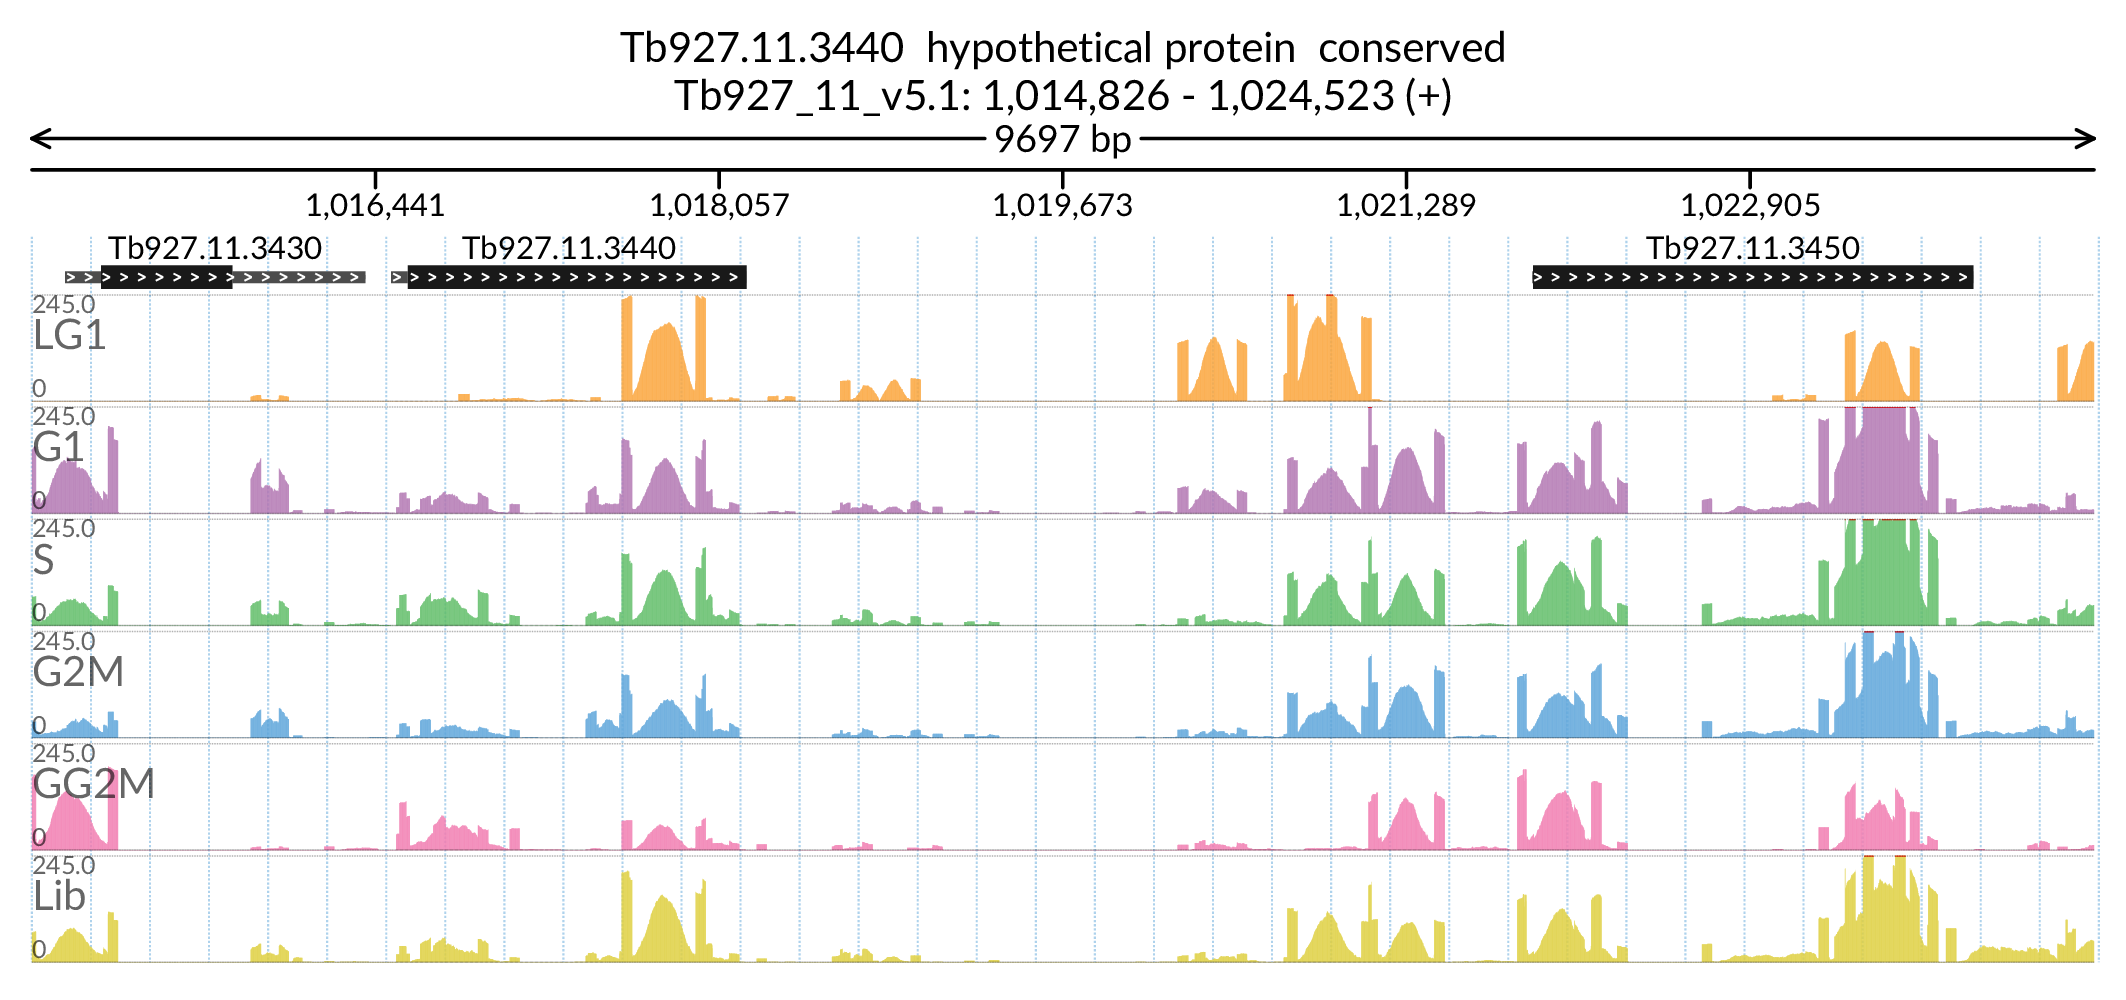 Tb927.11.3440  hypothetical protein  conserved
Tb927_11_v5.1: 1,014,826 - 1,024,523 (+)
9697 bp
1,016,441 1,018,057 1,019,673 1,021,289 1,022,905
Tb927.11.3430 Tb927.11.3440 Tb927.11.3450
245.0
LG1
0
245.0
G1
0
245.0
S
0
245.0
G2M
0
245.0
GG2M
0
245.0
Lib
0